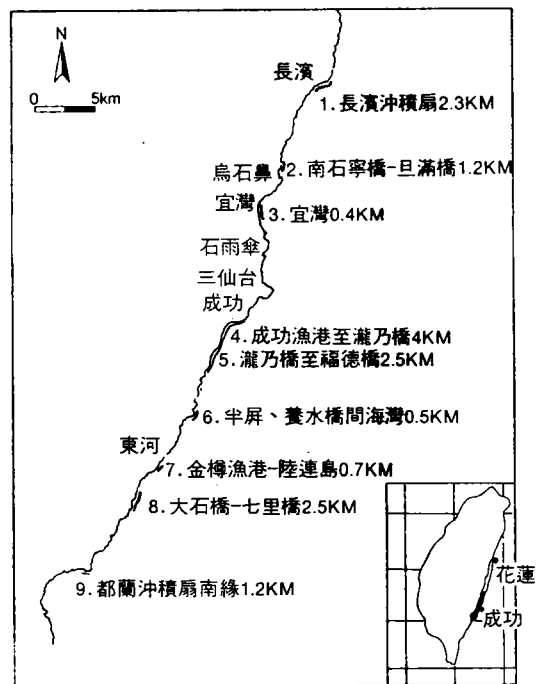 N
0 5km
長濱
1.長濱沖積扇2.3KM
烏石鼻
2.南石寧橋-旦滿橋1.2KM
宜灣
3.宜灣0.4KM
石雨傘
三仙台
成功
4.成功漁港至瀧乃橋4KM
5.瀧乃橋至福德橋2.5KM
6.半屏、養水橋間海灣0.5KM
東河
7.金樽漁港-陸連島0.7KM
8.大石橋-七里橋2.5KM
9.都蘭沖積扇南緣1.2KM
花蓮
成功